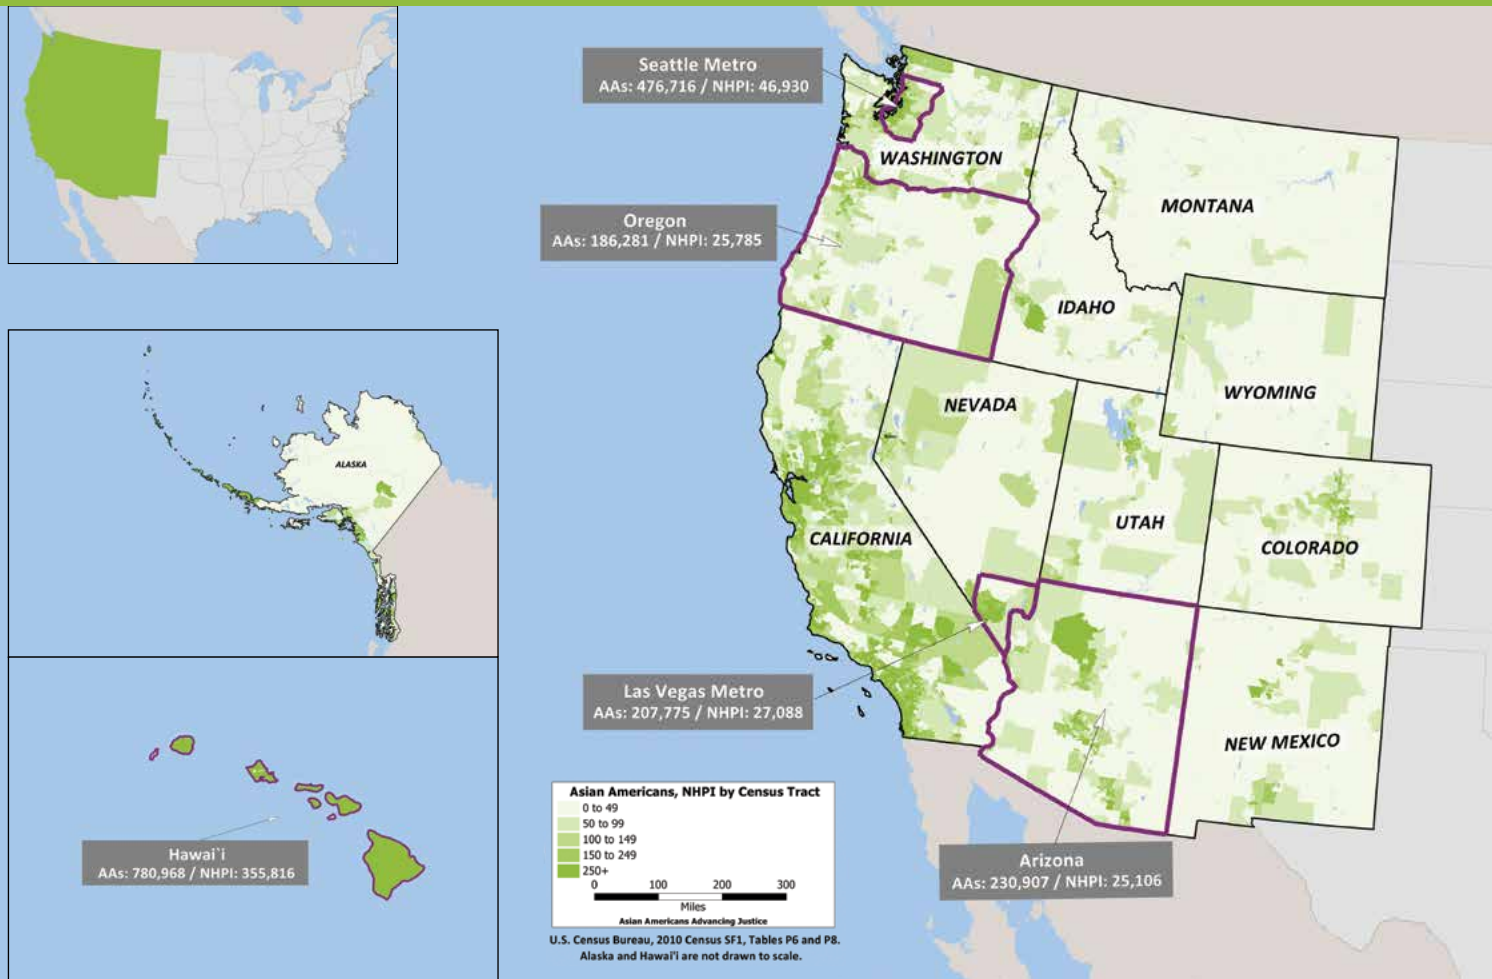 Seattle Metro
AAs: 476,716 / NHPI: 46,930
WASHINGTON
MONTANA
Oregon
AAs: 186,281 / NHPI: 25,785
IDAHO
WYOMING
NEVADA
ALASKA
UTAH
CALIFORNIA
COLORADO
Las Vegas Metro
AAs: 207,775 / NHPI: 27,088
NEW MEXICO
Asian Americans, NHPI by Census Tract
0 to 49
50 to 99
100 to 149
150 to 249
250+
0 100 200 300
Miles
Asian Americans Advancing Justice
Hawai`i
AAs: 780,968 / NHPI: 355,816
Arizona
AAs: 230,907 / NHPI: 25,106
U.S. Census Bureau, 2010 Census SF1, Tables P6 and P8.
Alaska and Hawai'i are not drawn to scale.